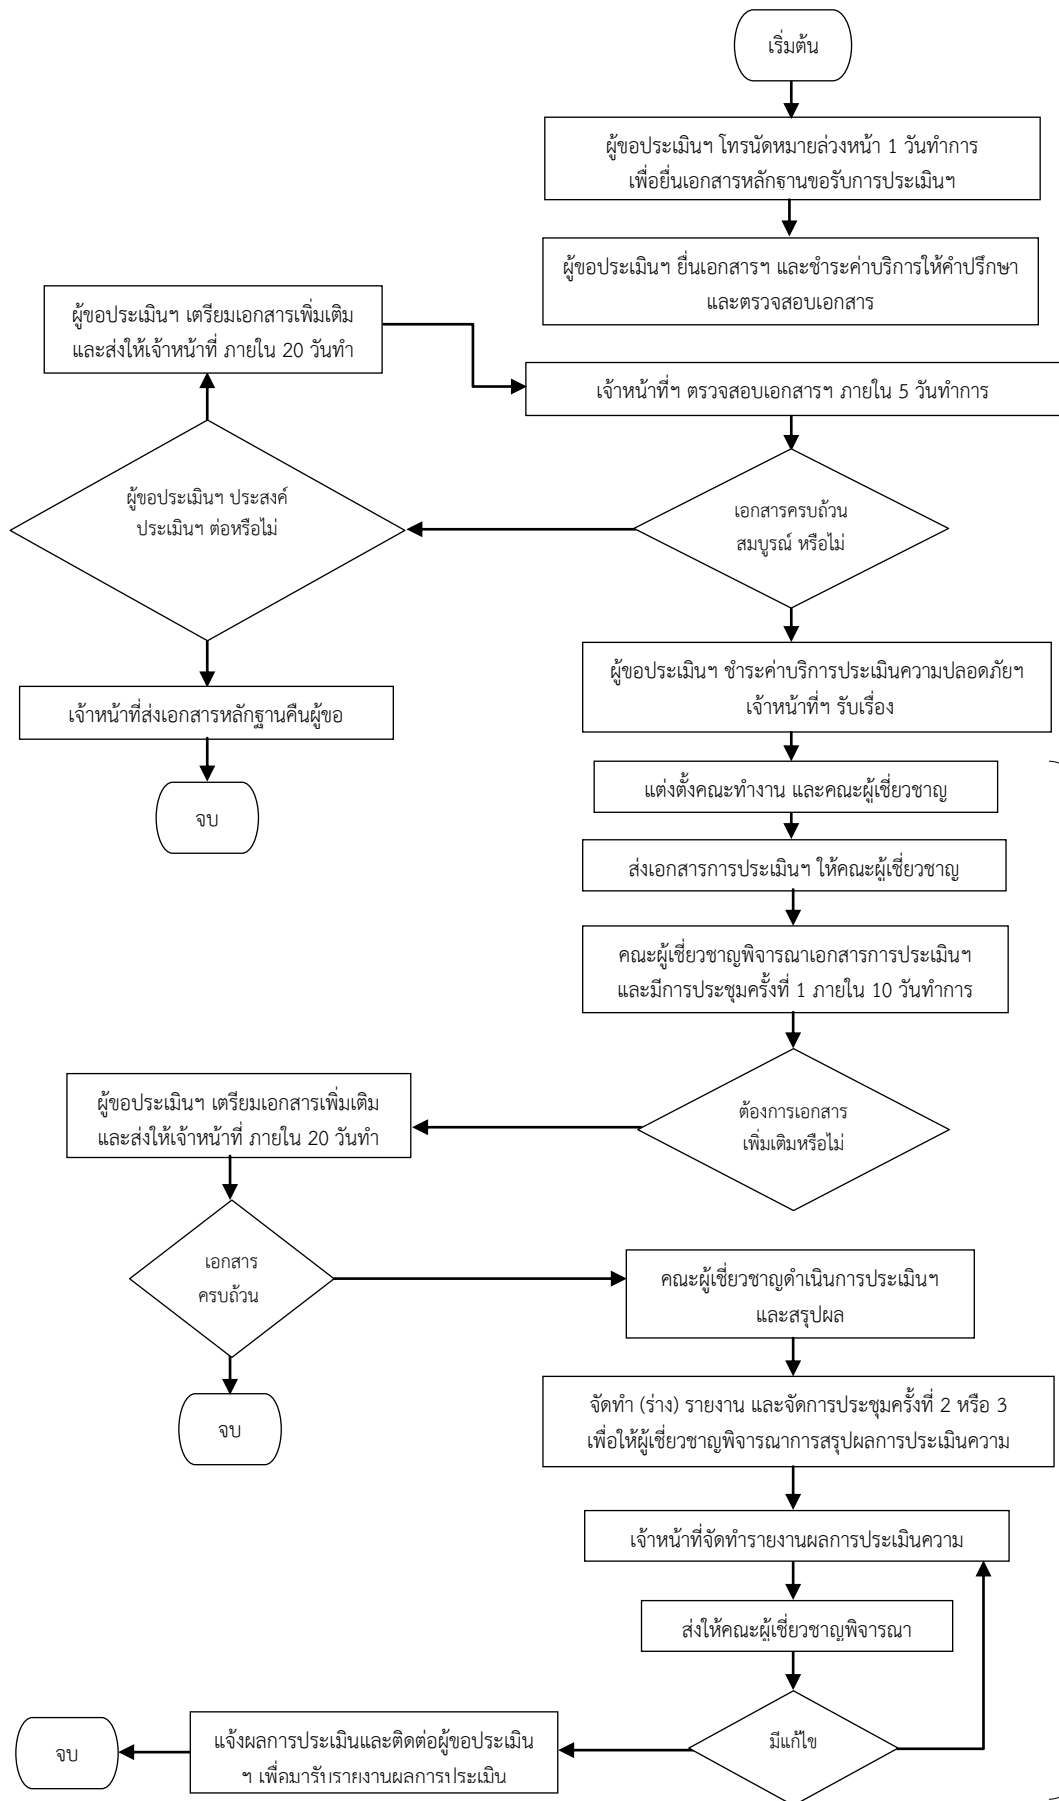 เริ่มต้น
ผู้ขอประเมินฯ โทรนัดหมายล่วงหน้า 1 วันทำการ
เพื่อยื่นเอกสารหลักฐานขอรับการประเมินฯ
ผู้ขอประเมินฯ ยื่นเอกสารฯ และชำระค่าบริการให้คำปรึกษา
และตรวจสอบเอกสาร
ผู้ขอประเมินฯ เตรียมเอกสารเพิ่มเติม
และส่งให้เจ้าหน้าที่ ภายใน 20 วันทำ
เจ้าหน้าที่ฯ ตรวจสอบเอกสารฯ ภายใน 5 วันทำการ
เอกสารครบถ้วน
สมบูรณ์ หรือไม่
ผู้ขอประเมินฯ ประสงค์
ประเมินฯ ต่อหรือไม่
เจ้าหน้าที่ส่งเอกสารหลักฐานคืนผู้ขอ
จบ
ผู้ขอประเมินฯ ชำระค่าบริการประเมินความปลอดภัยฯ
เจ้าหน้าที่ฯ รับเรื่อง
แต่งตั้งคณะทำงาน และคณะผู้เชี่ยวชาญ
ส่งเอกสารการประเมินฯ ให้คณะผู้เชี่ยวชาญ
คณะผู้เชี่ยวชาญพิจารณาเอกสารการประเมินฯ
และมีการประชุมครั้งที่ 1 ภายใน 10 วันทำการ
ต้องการเอกสาร
เพิ่มเติมหรือไม่
ผู้ขอประเมินฯ เตรียมเอกสารเพิ่มเติม
และส่งให้เจ้าหน้าที่ ภายใน 20 วันทำ
เอกสาร
ครบถ้วน
จบ
คณะผู้เชี่ยวชาญดำเนินการประเมินฯ
และสรุปผล
จัดทำ (ร่าง) รายงาน และจัดการประชุมครั้งที่ 2 หรือ 3
เพื่อให้ผู้เชี่ยวชาญพิจารณาการสรุปผลการประเมินความ
เจ้าหน้าที่จัดทำรายงานผลการประเมินความ
ส่งให้คณะผู้เชี่ยวชาญพิจารณา
มีแก้ไข
แจ้งผลการประเมินและติดต่อผู้ขอประเมิน
ฯ เพื่อมารับรายงานผลการประเมิน
จบ